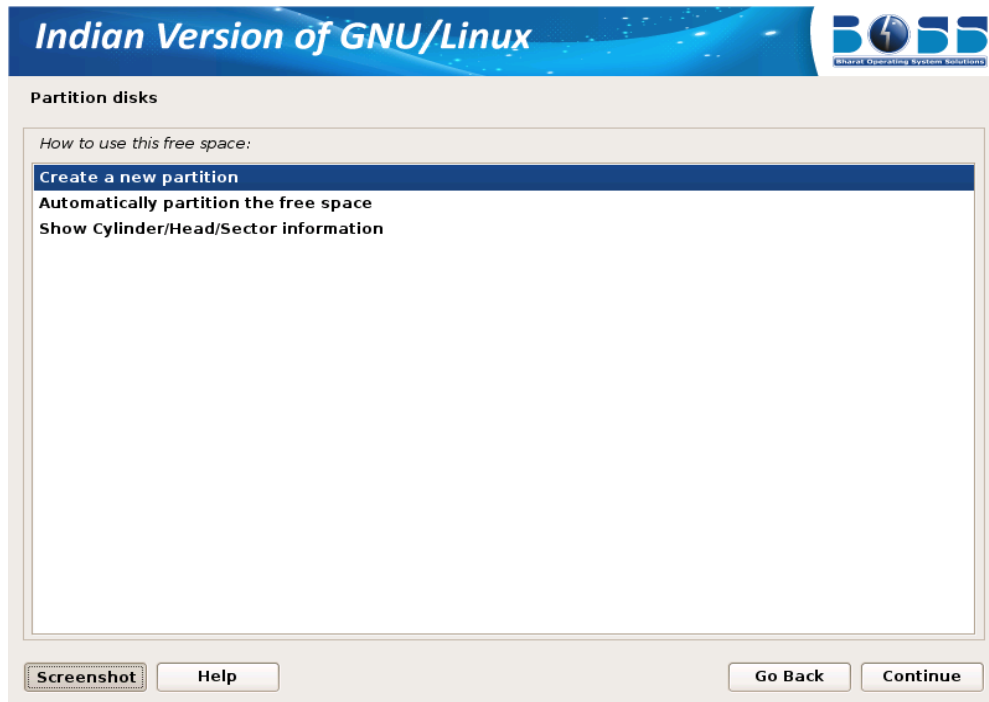 Indian Version of GNU/Linux
BOSS
Bharat Operating System Solutions
Partition disks
How to use this free space:
Create a new partition
Automatically partition the free space
Show Cylinder/Head/Sector information
Screenshot
Help
Go Back
Continue